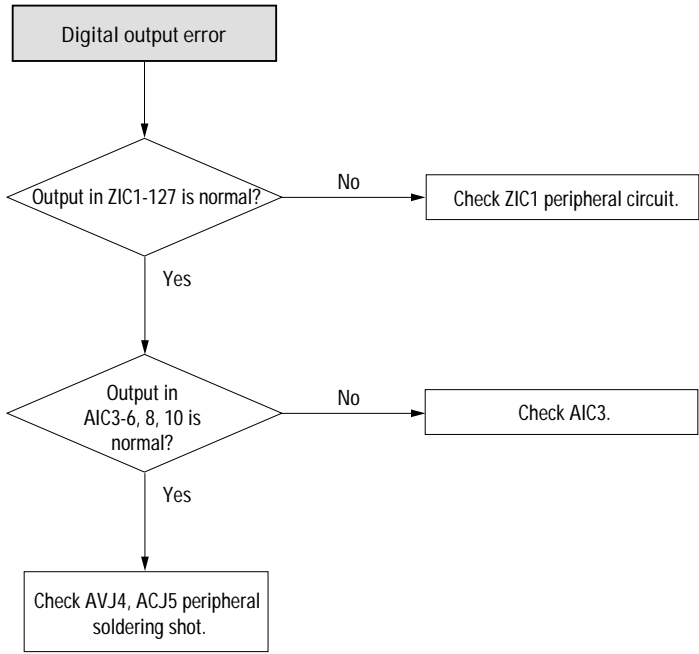 Digital output error
Output in ZIC1-127 is normal?
No
Check ZIC1 peripheral circuit.
Yes
Output in
AIC3-6, 8, 10 is
normal?
No
Check AIC3.
Yes
Check AVJ4, ACJ5 peripheral
soldering shot.